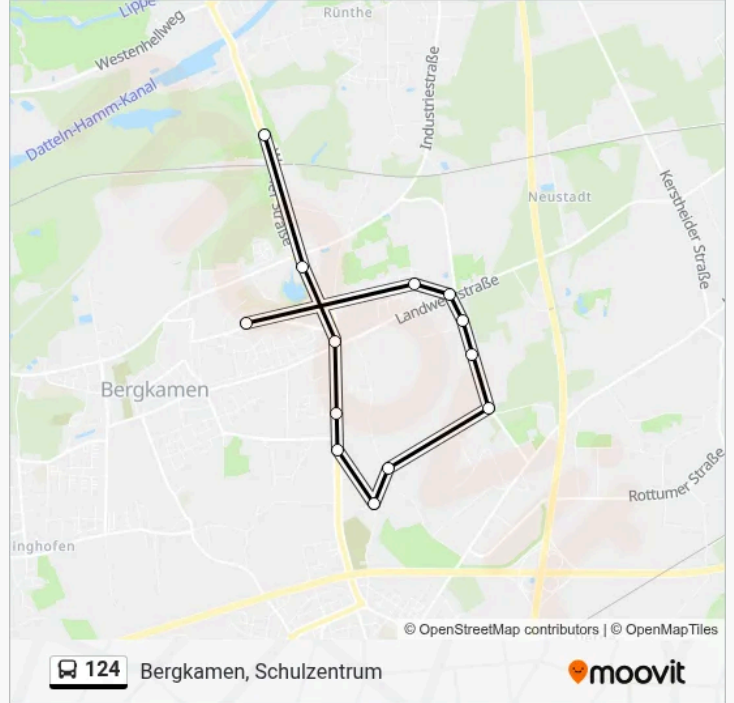 Lippe
Rünthe
Westenhellweg
Datteln-Hamm-Kanal
Industriestraße
Neustadt
Kerstheider Straße
Landwehrstraße
Bergkamen
Rottumer Straße
inghofen
© OpenStreetMap contributors | © OpenMapTiles
124 Bergkamen, Schulzentrum
moovit